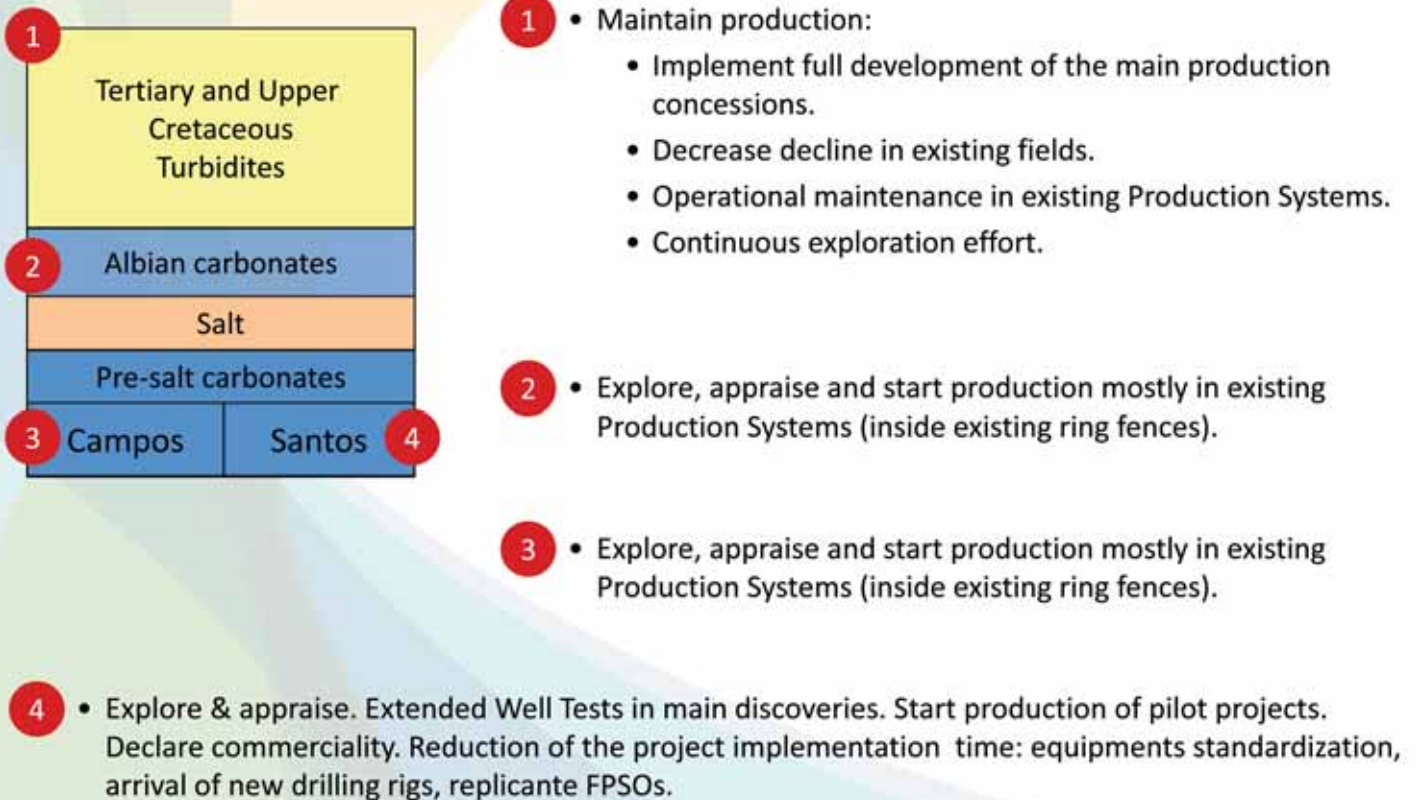 1
Tertiary and Upper
Cretaceous
Turbidites
2
Albian carbonates
Salt
Pre-salt carbonates
3 Campos
Santos 4
1 • Maintain production:
• Implement full development of the main production
concessions.
• Decrease decline in existing fields.
• Operational maintenance in existing Production Systems.
• Continuous exploration effort.
2 • Explore, appraise and start production mostly in existing
Production Systems (inside existing ring fences).
3 • Explore, appraise and start production mostly in existing
Production Systems (inside existing ring fences).
4 • Explore & appraise. Extended Well Tests in main discoveries. Start production of pilot projects.
Declare commerciality. Reduction of the project implementation time: equipments standardization,
arrival of new drilling rigs, replicante FPSOs.